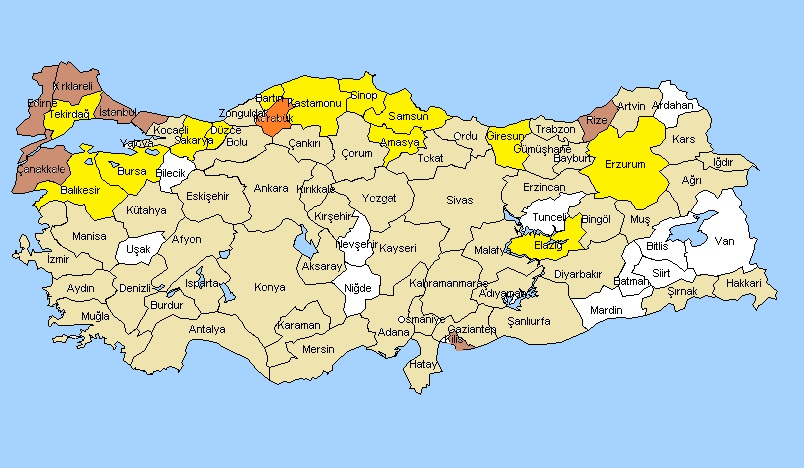 Kırklareli
Edirne
Tekirdağ
İstanbul
Kocaeli
Yalova
Sakarya
Düzce
Zonguldak
Bartın
Karabük
Bolu
Kastamonu
Sinop
Samsun
Amasya
Çankırı
Çorum
Tokat
Ordu
Giresun
Trabzon
Gümüşhane
Bayburt
Rize
Artvin
Ardahan
Kars
Iğdır
Ağrı
Erzurum
Erzincan
Çanakkale
Balıkesir
Bursa
Bilecik
Eskişehir
Kütahya
Ankara
Kırıkkale
Kırşehir
Yozgat
Sivas
Tunceli
Bingöl
Muş
Elazığ
Bitlis
Van
Manisa
Uşak
Afyon
İzmir
Nevşehir
Kayseri
Malatya
Aksaray
Niğde
Konya
Isparta
Aydın
Denizli
Burdur
Muğla
Antalya
Karaman
Mersin
Adana
Osmaniye
Kahramanmaraş
Adıyaman
Gaziantep
Kilis
Hatay
Şanlıurfa
Diyarbakır
Batman
Siirt
Mardin
Şırnak
Hakkari